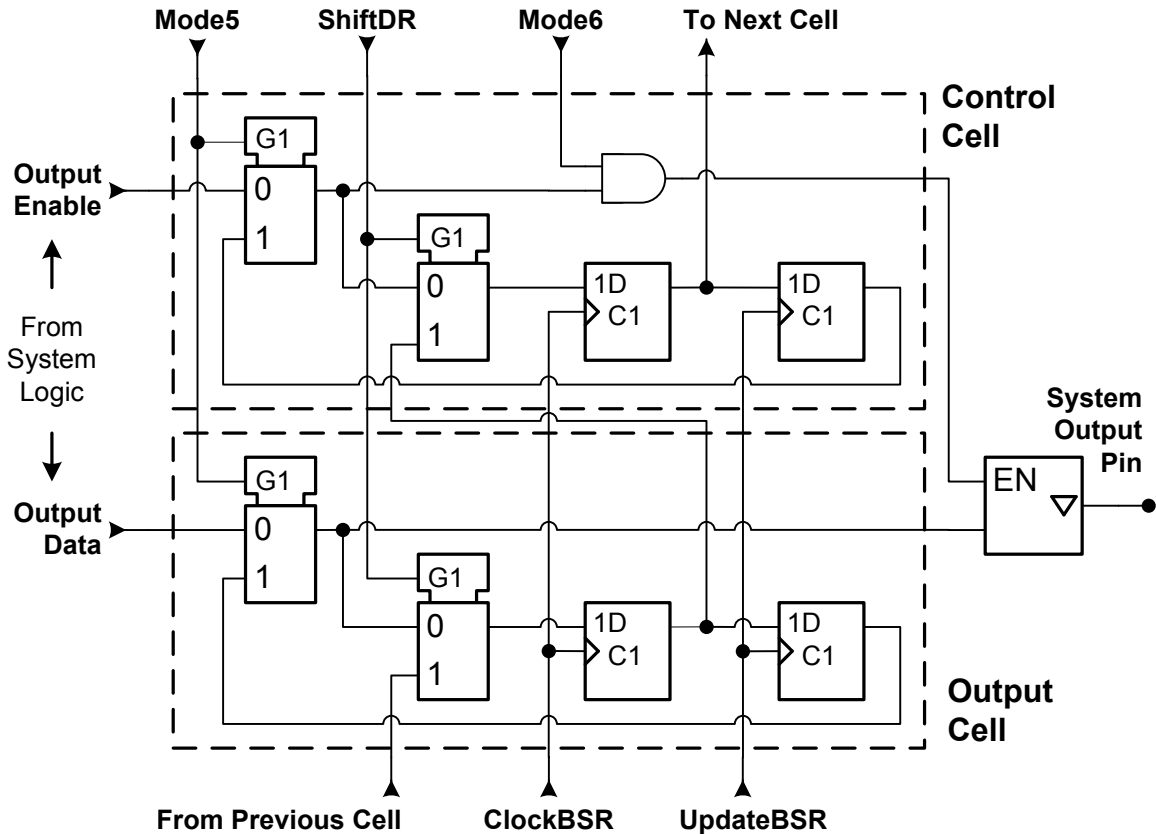 Mode5
ShiftDR
Mode6
To Next Cell
Control
Cell
G1
Output
Enable
0
1
G1
0
1
1D
C1
1D
C1
From
System
Logic
System
Output
Pin
G1
EN
Output
Data
0
1
G1
0
1
1D
C1
1D
C1
Output
Cell
From Previous Cell
ClockBSR
UpdateBSR